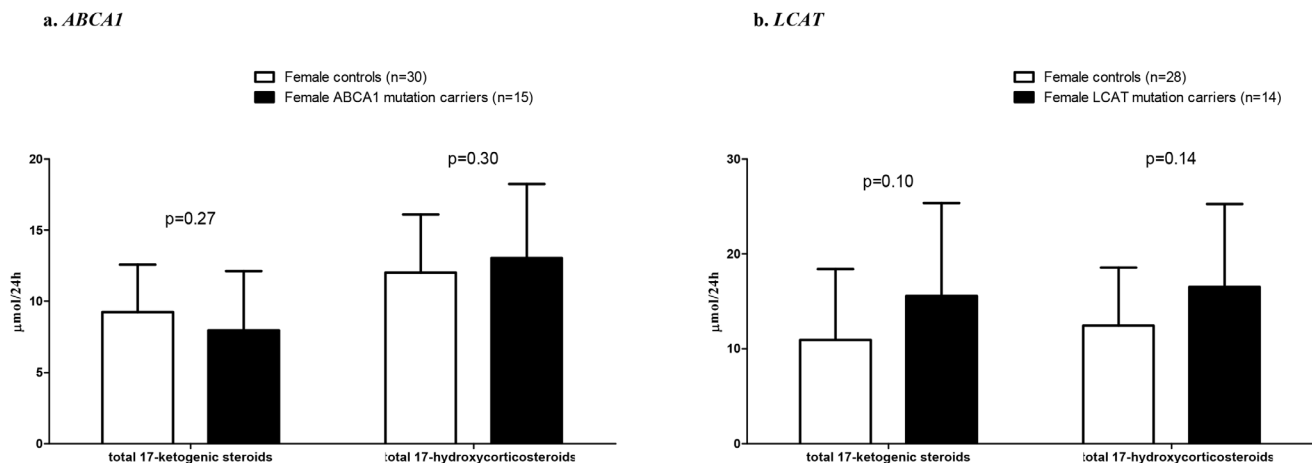 a. ABCA1
Female controls (n=30)
Female ABCA1 mutation carriers (n=15)
20
15
10
5
0
μmol/24h
p=0.27
p=0.30
total 17-ketogenic steroids
total 17-hydroxycorticosteroids
b. LCAT
Female controls (n=28)
Female LCAT mutation carriers (n=14)
30
20
10
0
μmol/24h
p=0.10
p=0.14
total 17-ketogenic steroids
total 17-hydroxycorticosteroids